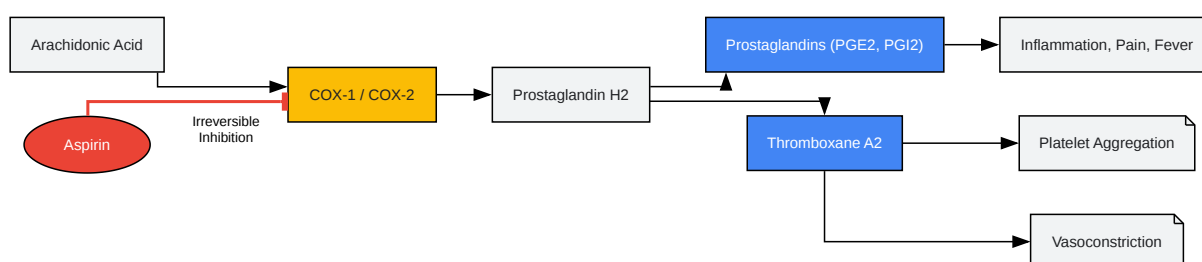 Arachidonic Acid
Aspirin
Irreversible
Inhibition
COX-1 / COX-2
Prostaglandin H2
Prostaglandins (PGE2, PGI2)
Inflammation, Pain, Fever
Thromboxane A2
Platelet Aggregation
Vasoconstriction